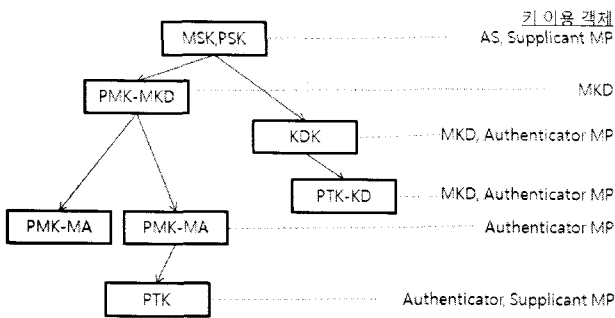 키 이용 객체
MSK,PSK AS, Supplicant MP
PMK-MKD MKD
KDK MKD, Authenticator MP
PTK-KD MKD, Authenticator MP
PMK-MA PMK-MA Authenticator MP
PTK Authenticator, Supplicant MP